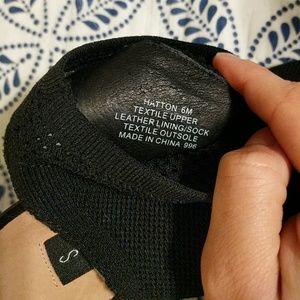 HATTON 6M
TEXTILE UPPER
LEATHER LINING/SOCK
TEXTILE OUTSOLE
MADE IN CHINA 996
S